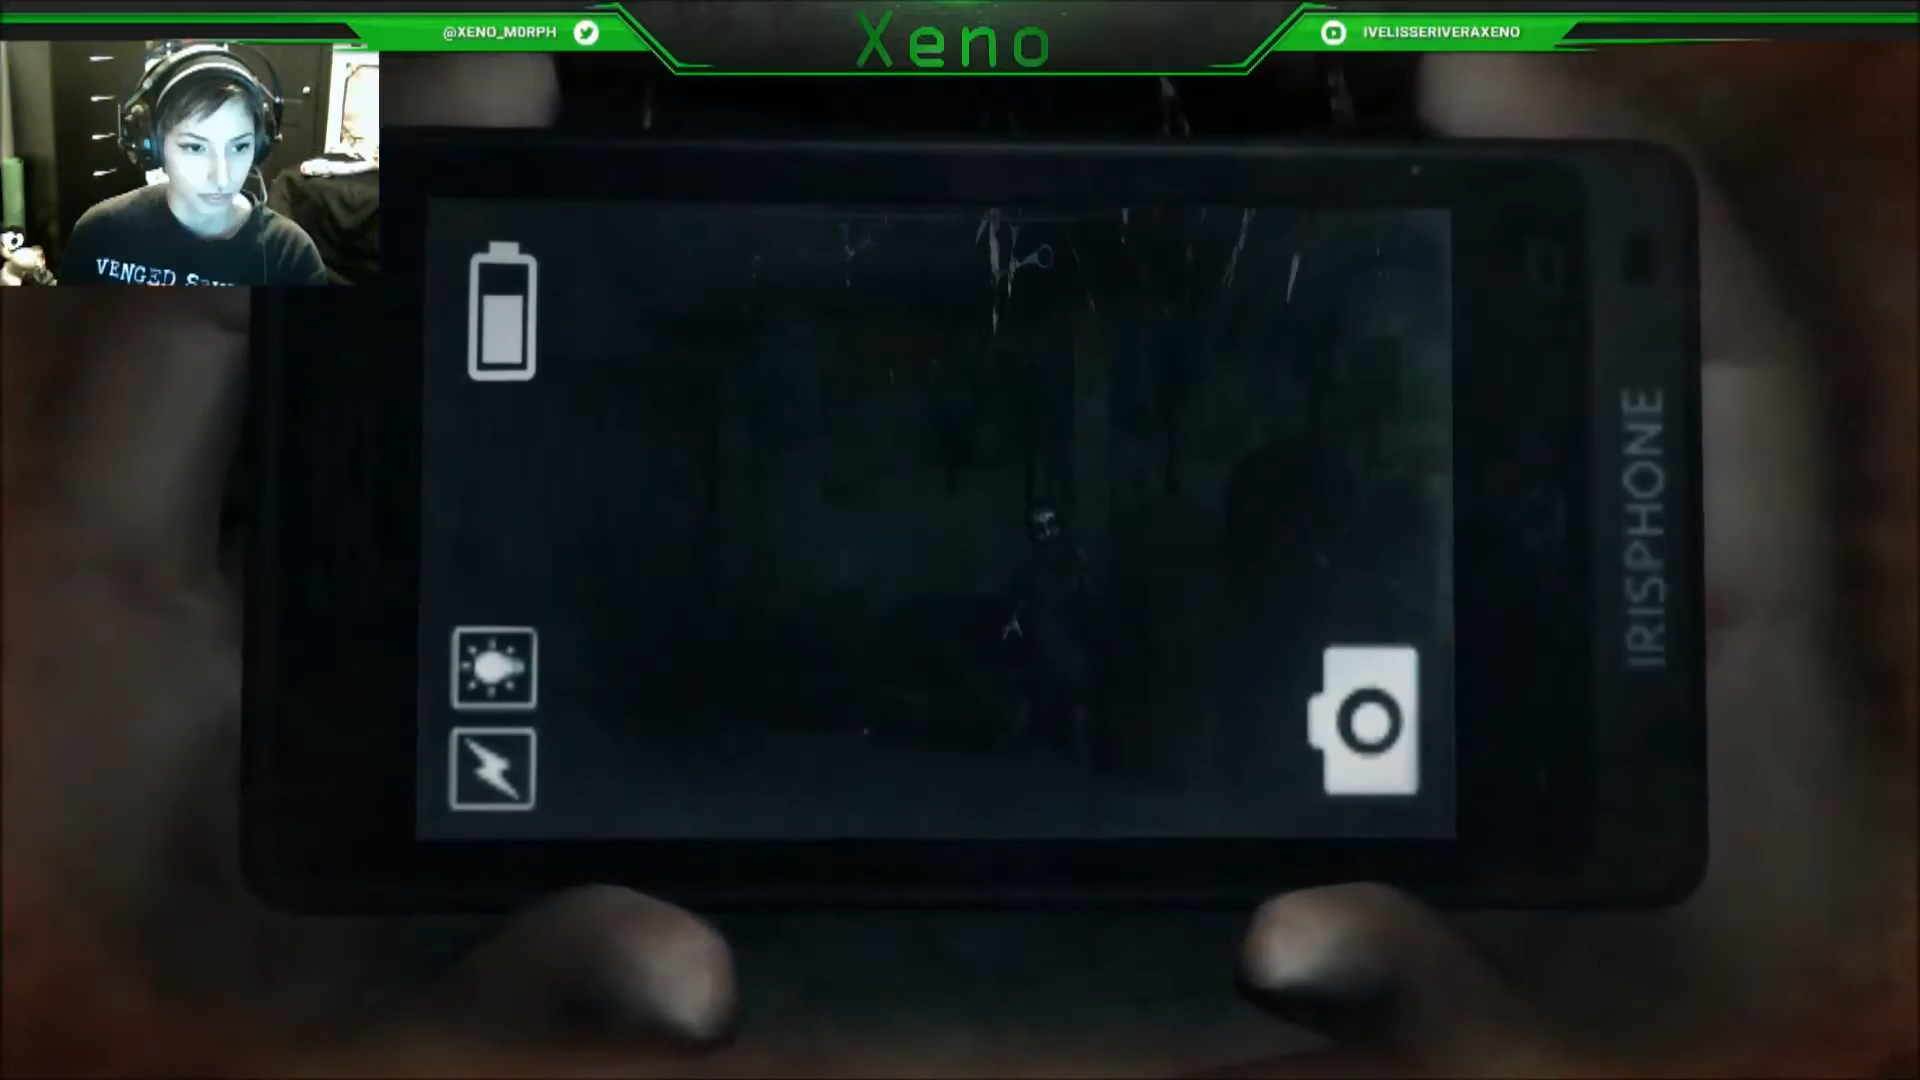 @XENO_M0RPH
Xeno
IVELISSERIVERAXENO
VENGED
IRISPHONE